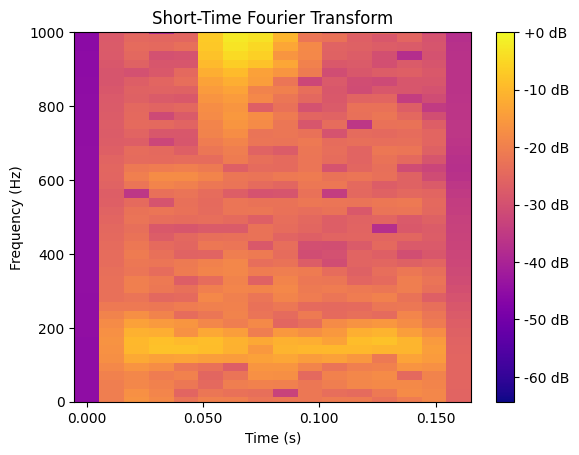 Short-Time Fourier Transform
1000
800
600
400
200
0
Frequency (Hz)
0.000
0.050
0.100
0.150
Time (s)
+0 dB
-10 dB
-20 dB
-30 dB
-40 dB
-50 dB
-60 dB